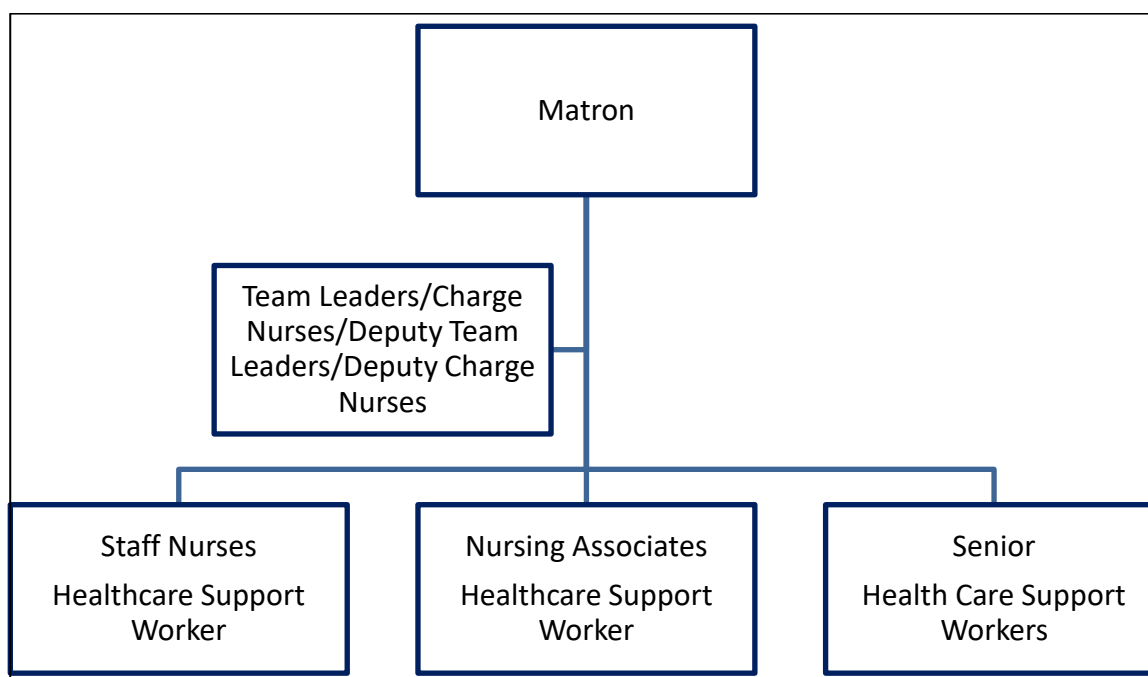 Matron
Team Leaders/Charge
Nurses/Deputy Team
Leaders/Deputy Charge
Nurses
Staff Nurses
Healthcare Support
Worker
Nursing Associates
Healthcare Support
Worker
Senior
Health Care Support
Workers